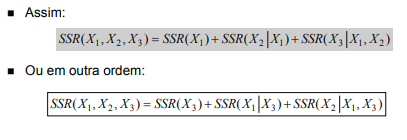 ▪ Assim:
SSR(X₁, X₂, X₃) = SSR(X₁) + SSR(X₂|X₁) + SSR(X₃|X₁, X₂)
▪ Ou em outra ordem:
SSR(X₁, X₂, X₃) = SSR(X₃) + SSR(X₁|X₃) + SSR(X₂|X₁, X₃)